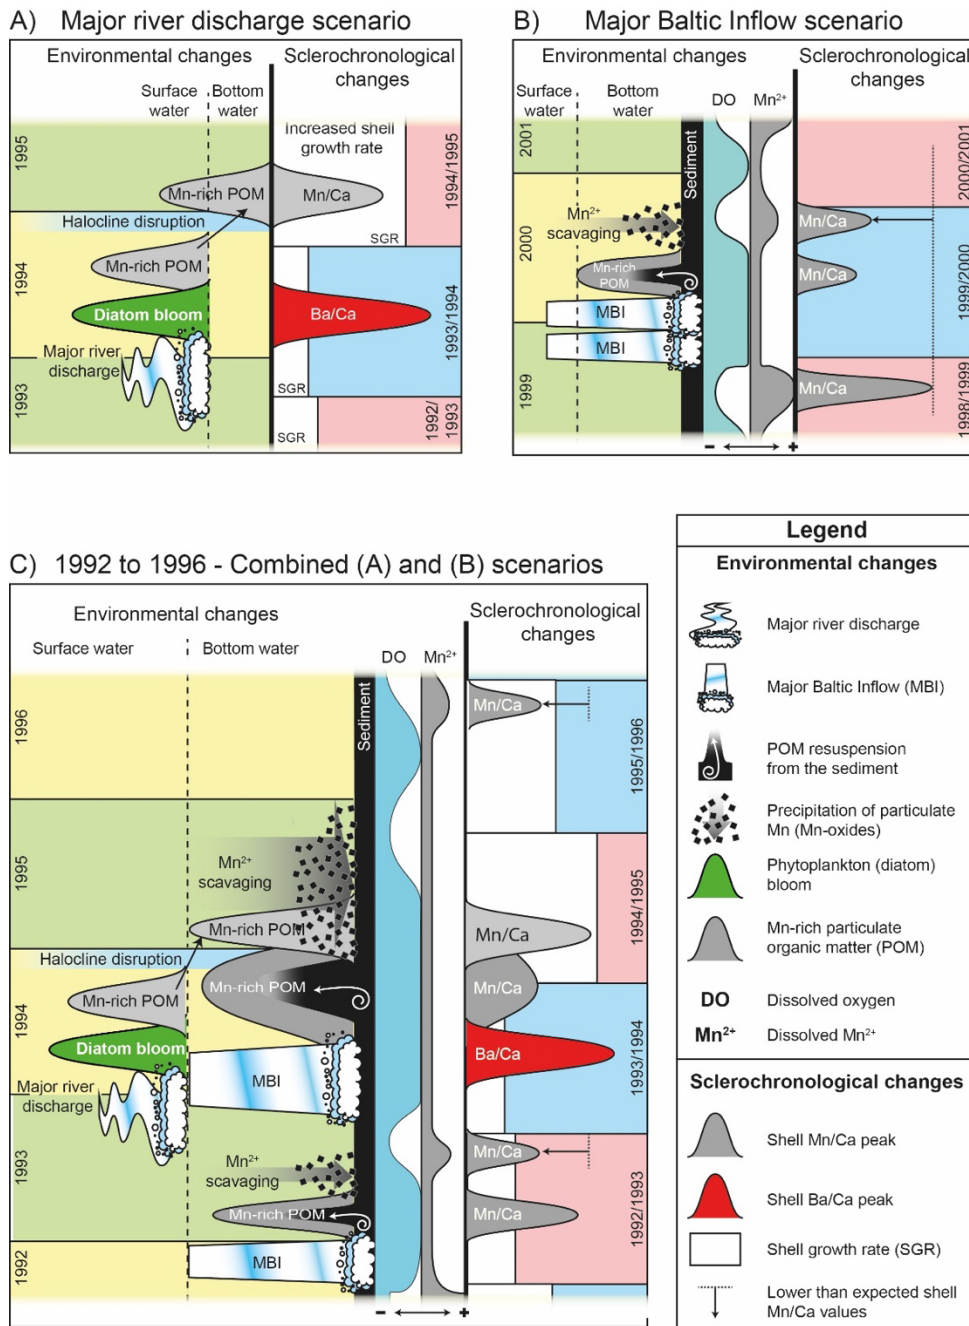 A) Major river discharge scenario
Environmental changes
Sclerochronological
changes
Surface
water
Bottom
water
1995
1994
1993
Increased shell
growth rate
Mn-rich POM
Mn/Ca
Halocline disruption
SGR
Mn-rich POM
Diatom bloom
Ba/Ca
Major river
discharge
SGR
SGR
1994/1995
1993/1994
1992/
1993
B) Major Baltic Inflow scenario
Environmental changes
Sclerochronological
changes
Surface
water
Bottom
water
DO
Mn²⁺
2001
2000
1999
Sediment
Mn²⁺
scavenging
Mn-rich
POM
MBI
MBI
Mn/Ca
Mn/Ca
Mn/Ca
2000/2001
1999/2000
1998/1999
- +
C) 1992 to 1996 - Combined (A) and (B) scenarios
Environmental changes
Sclerochronological
changes
Surface water
Bottom water
DO
Mn²⁺
1996
1995
1994
1993
1992
Sediment
Mn²⁺
scavaging
Mn-rich POM
Halocline disruption
Mn-rich POM
Mn-rich POM
Diatom bloom
MBI
Major river
discharge
Mn²⁺
scavaging
Mn-rich POM
MBI
Mn/Ca
Mn/Ca
Mn/Ca
Ba/Ca
Mn/Ca
Mn/Ca
1995/1996
1994/1995
1993/1994
1992/1993
- +
Legend
Environmental changes
Major river discharge
Major Baltic Inflow (MBI)
POM resuspension
from the sediment
Precipitation of particulate
Mn (Mn-oxides)
Phytoplankton (diatom)
bloom
Mn-rich particulate
organic matter (POM)
DO Dissolved oxygen
Mn²⁺ Dissolved Mn²⁺
Sclerochronological changes
Shell Mn/Ca peak
Shell Ba/Ca peak
Shell growth rate (SGR)
Lower than expected shell
Mn/Ca values